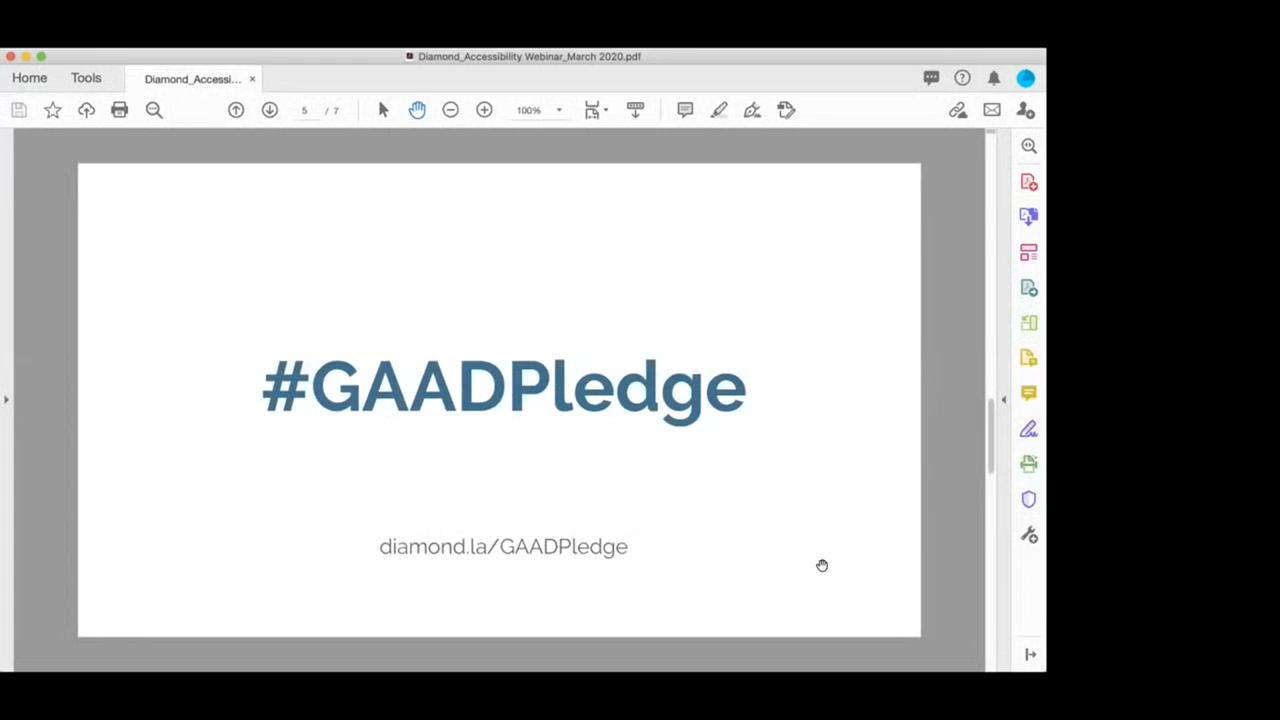 Diamond_Accessibility Webinar_March 2020.pdf
Home Tools Diamond_Accessi... ×
5 / 7 100%
#GAADPledge
diamond.la/GAADPledge